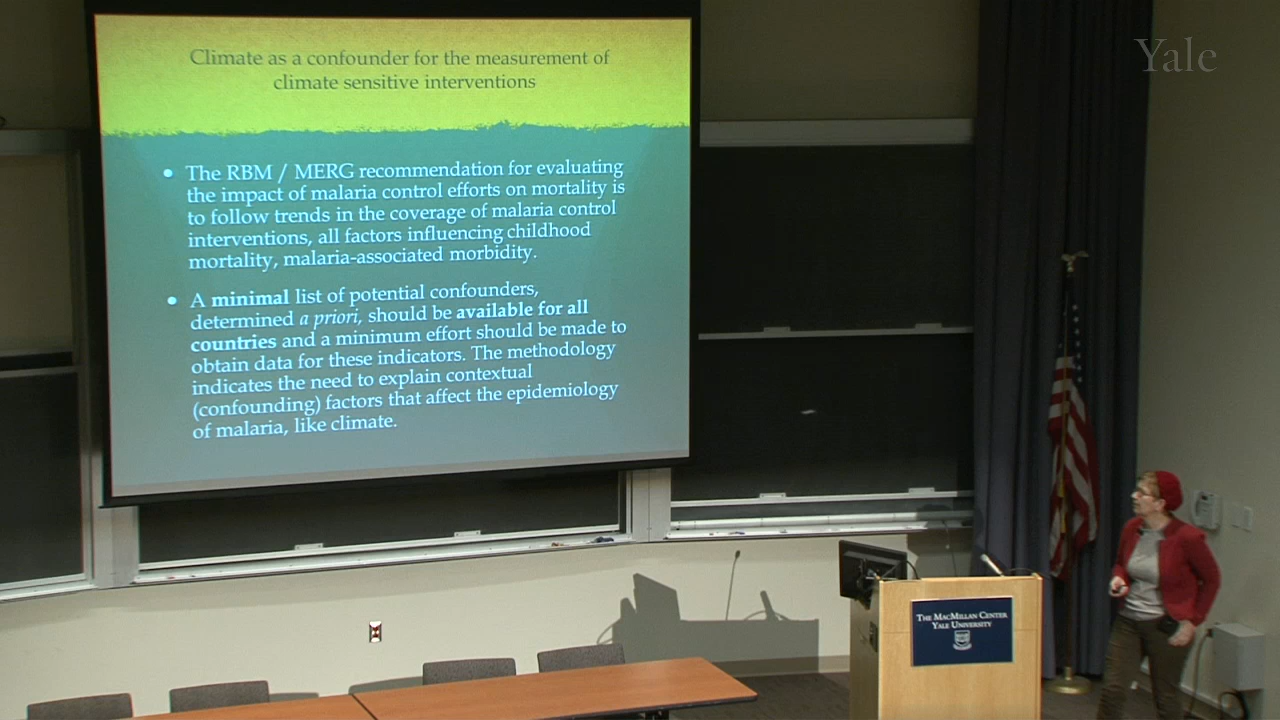 Climate as a confounder for the measurement of
climate sensitive interventions
• The RBM / MERG recommendation for evaluating
the impact of malaria control efforts on mortality is
to follow trends in the coverage of malaria control
interventions, all factors influencing childhood
mortality, malaria-associated morbidity.
• A minimal list of potential confounders,
determined a priori, should be available for all
countries and a minimum effort should be made to
obtain data for these indicators. The methodology
indicates the need to explain contextual
(confounding) factors that affect the epidemiology
of malaria, like climate.
Yale
THE MACMILLAN CENTER
YALE UNIVERSITY